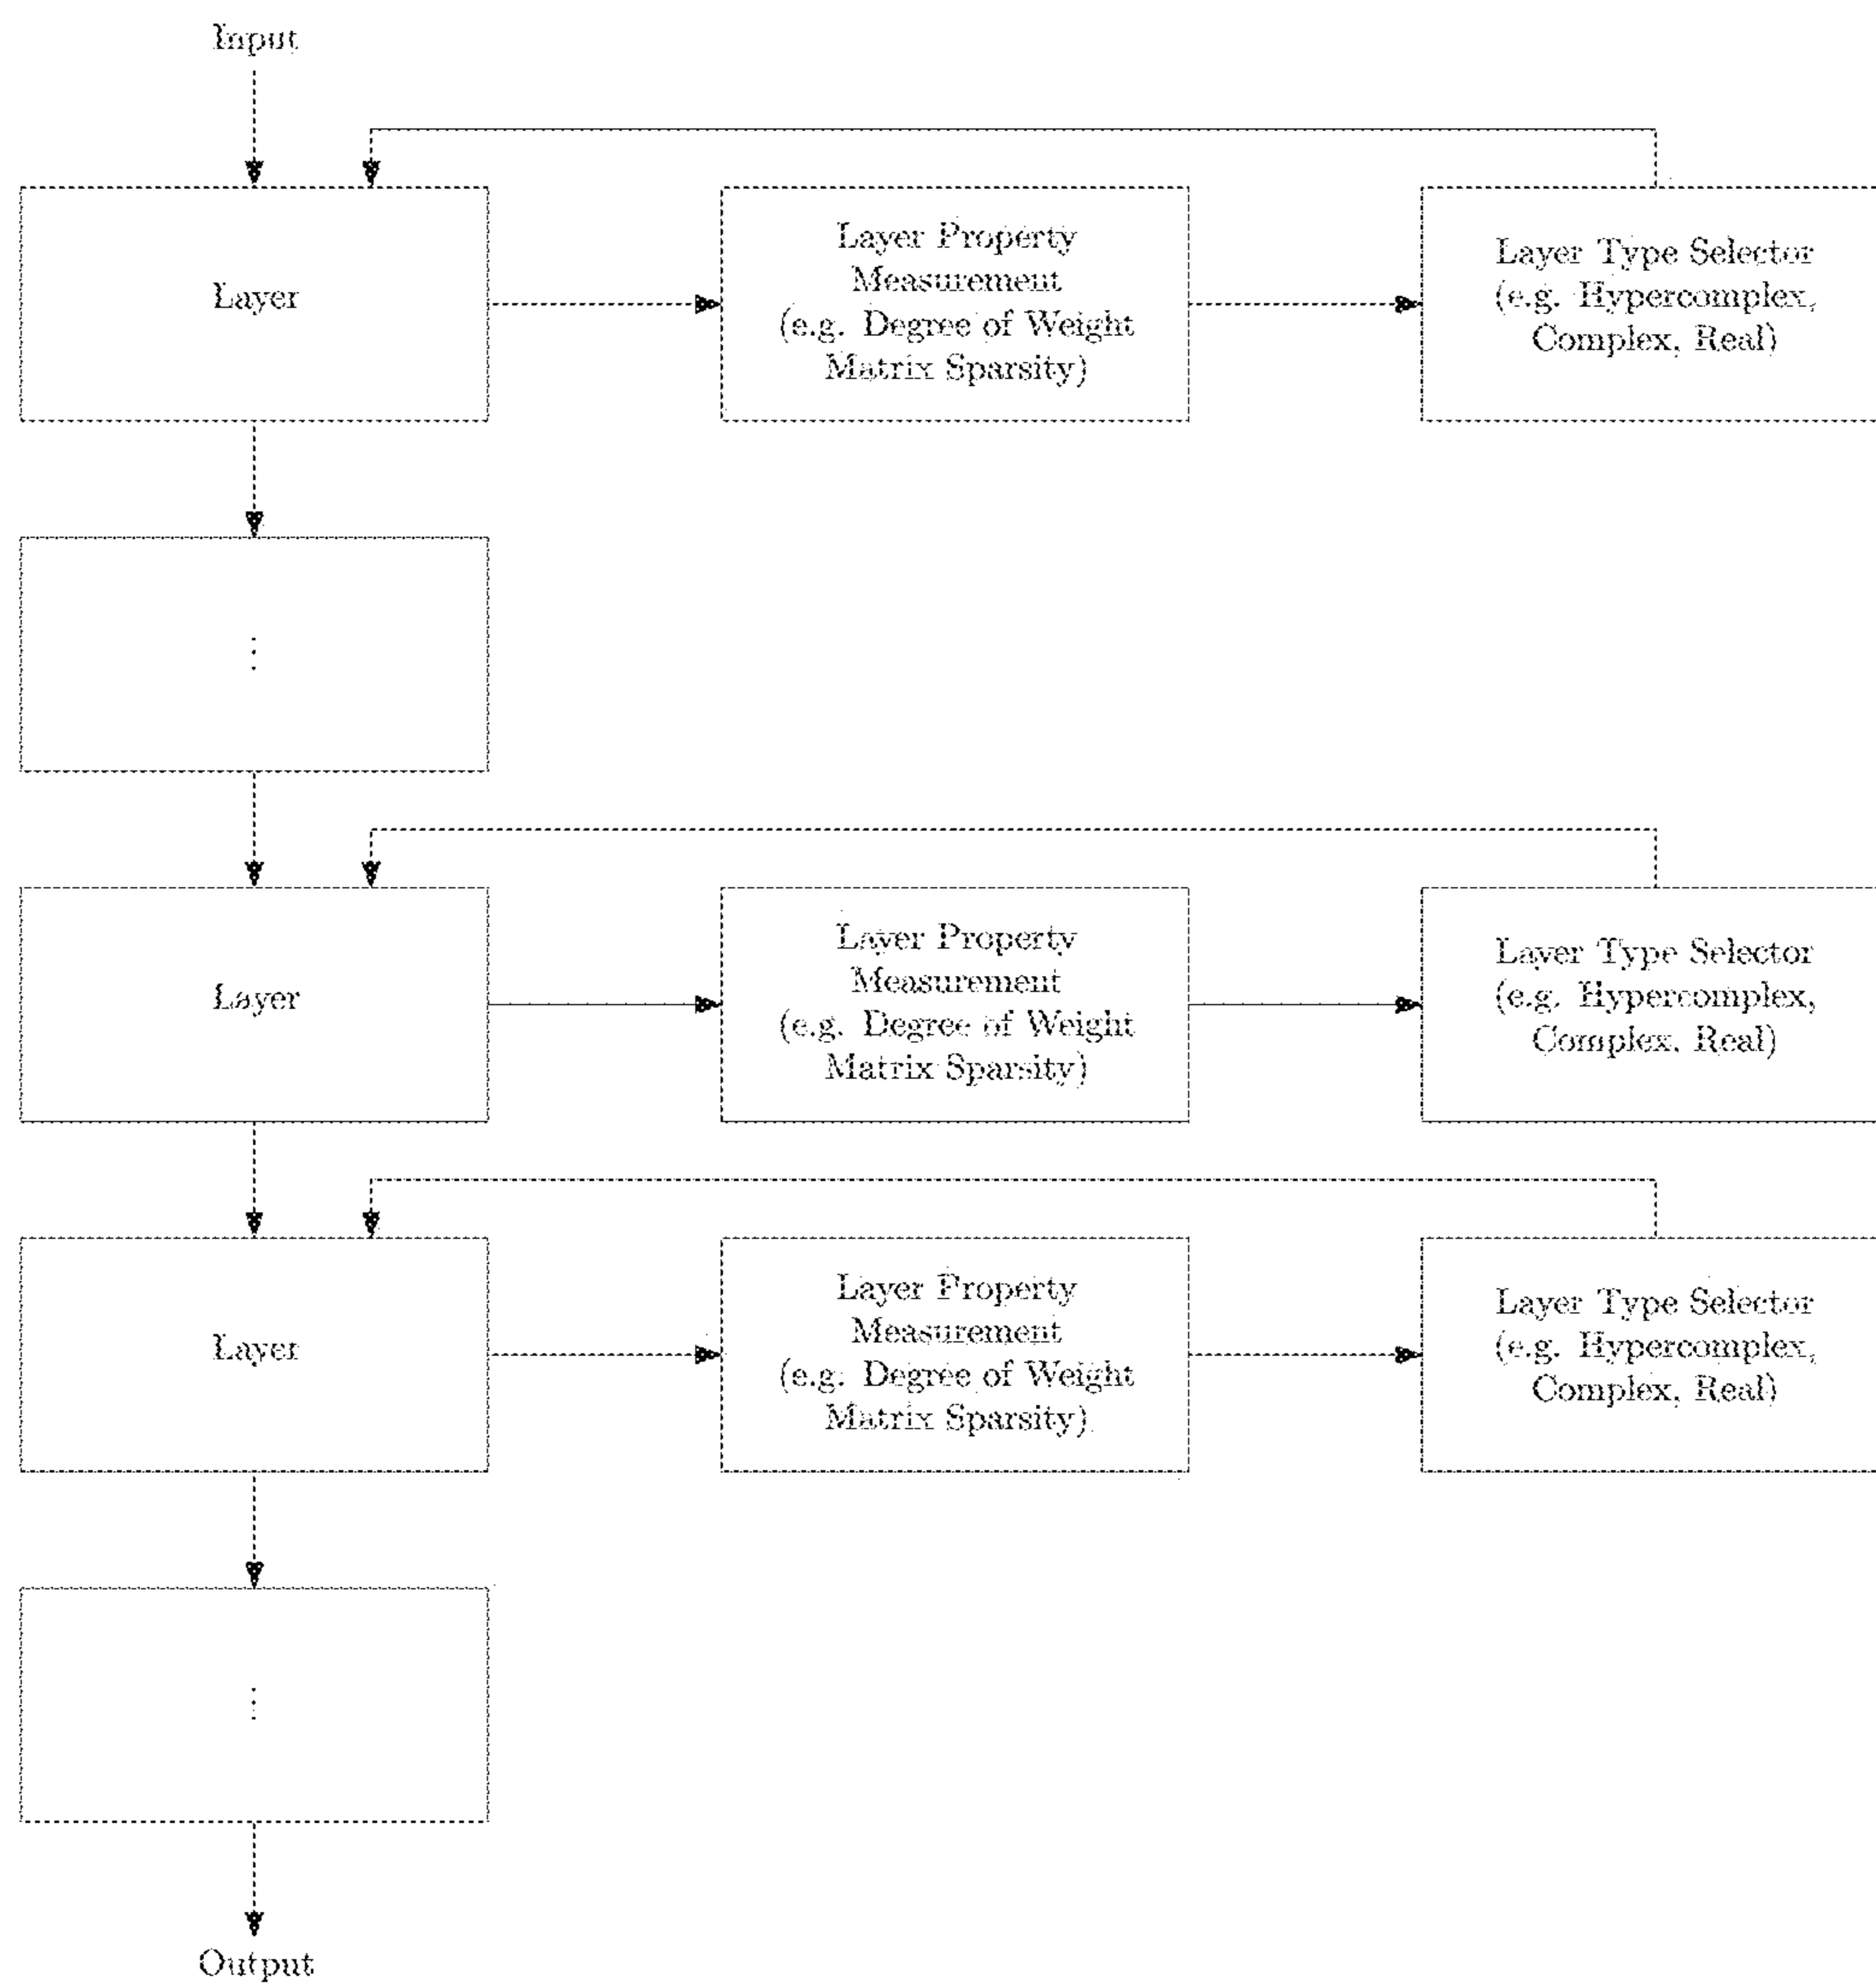 Input
Layer
Layer Property
Measurement
(e.g. Degree of Weight
Matrix Sparsity)
Layer Type Selector
(e.g. Hypercomplex,
Complex, Real)
⋮
Layer
Layer Property
Measurement
(e.g. Degree of Weight
Matrix Sparsity)
Layer Type Selector
(e.g. Hypercomplex,
Complex, Real)
Layer
Layer Property
Measurement
(e.g. Degree of Weight
Matrix Sparsity)
Layer Type Selector
(e.g. Hypercomplex,
Complex, Real)
⋮
Output